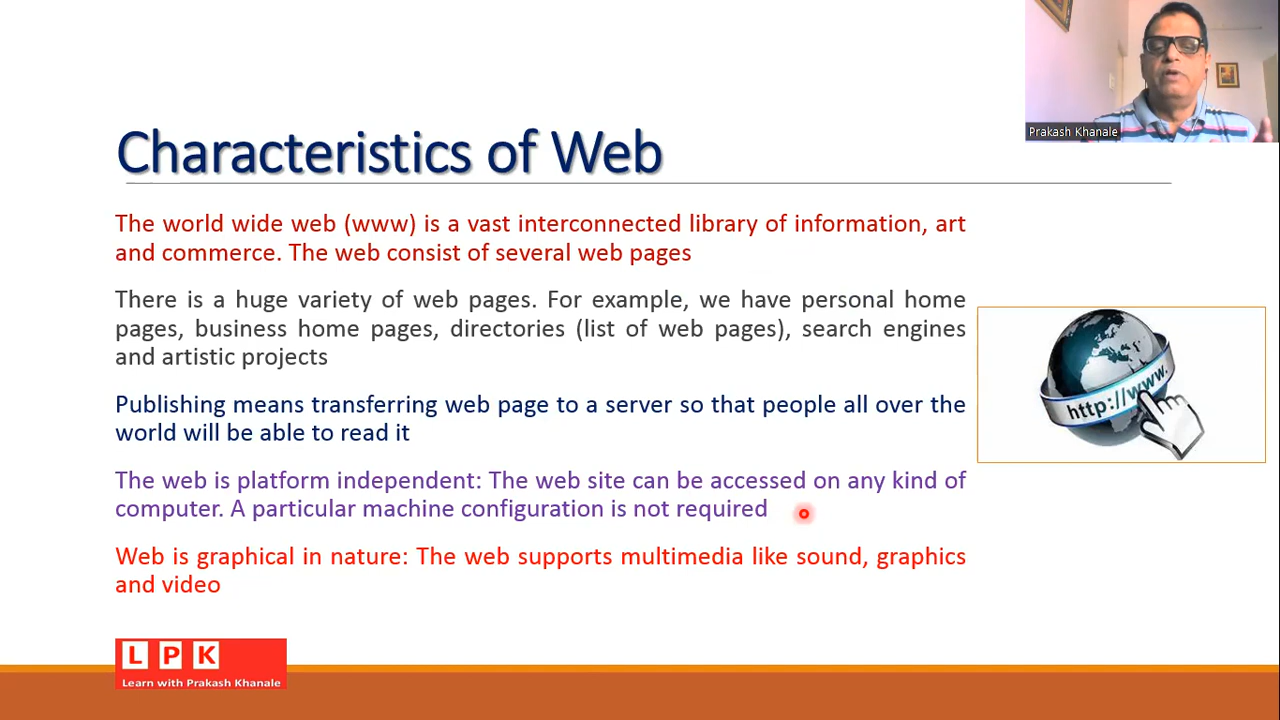 Prakash Khanale
Characteristics of Web
The world wide web (www) is a vast interconnected library of information, art
and commerce. The web consist of several web pages
There is a huge variety of web pages. For example, we have personal home
pages, business home pages, directories (list of web pages), search engines
and artistic projects
http://www.
Publishing means transferring web page to a server so that people all over the
world will be able to read it
The web is platform independent: The web site can be accessed on any kind of
computer. A particular machine configuration is not required
Web is graphical in nature: The web supports multimedia like sound, graphics
and video
L P K
Learn with Prakash Khanale